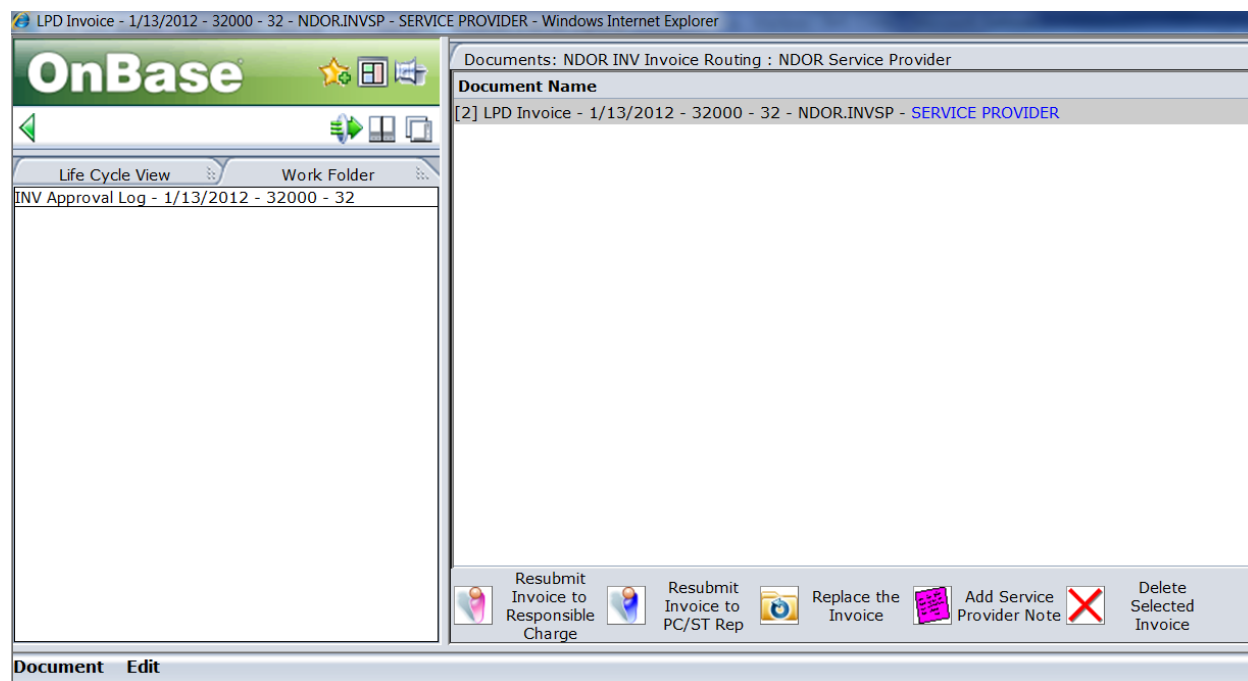 LPD Invoice - 1/13/2012 - 32000 - 32 - NDOR.INVSP - SERVICE PROVIDER - Windows Internet Explorer
OnBase
Life Cycle View
Work Folder
INV Approval Log - 1/13/2012 - 32000 - 32
Documents: NDOR INV Invoice Routing : NDOR Service Provider
Document Name
[2] LPD Invoice - 1/13/2012 - 32000 - 32 - NDOR.INVSP - SERVICE PROVIDER
Resubmit
Invoice to
Responsible
Charge
Resubmit
Invoice to
PC/ST Rep
Replace the
Invoice
Add Service
Provider Note
Delete
Selected
Invoice
Document Edit